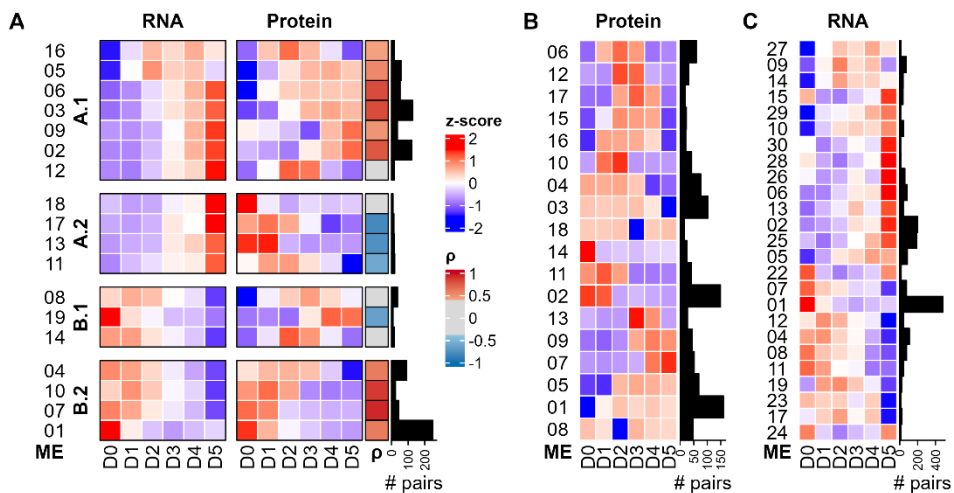 A
RNA
Protein
16
05
06
03
09
02
12
A.1
18
17
13
11
A.2
08
19
14
B.1
04
10
07
01
B.2
ME
D0 D1 D2 D3 D4 D5
D0 D1 D2 D3 D4 D5
ρ
0 100 200
# pairs
z-score
2
1
0
-1
-2
ρ
1
0.5
0
-0.5
-1
B
Protein
06
12
17
15
16
10
04
03
18
14
11
02
13
09
07
05
01
08
ME
D0 D1 D2 D3 D4 D5
0 50 100 150
# pairs
C
RNA
27
09
14
15
29
10
30
28
26
06
13
02
25
05
22
07
01
12
04
08
11
19
23
17
24
ME
D0 D1 D2 D3 D4 D5
0 200 400
# pairs